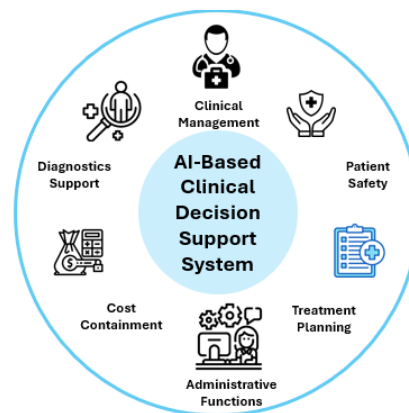 Clinical
Management
Diagnostics
Support
Patient
Safety
AI-Based
Clinical
Decision
Support
System
Cost
Containment
Treatment
Planning
Administrative
Functions